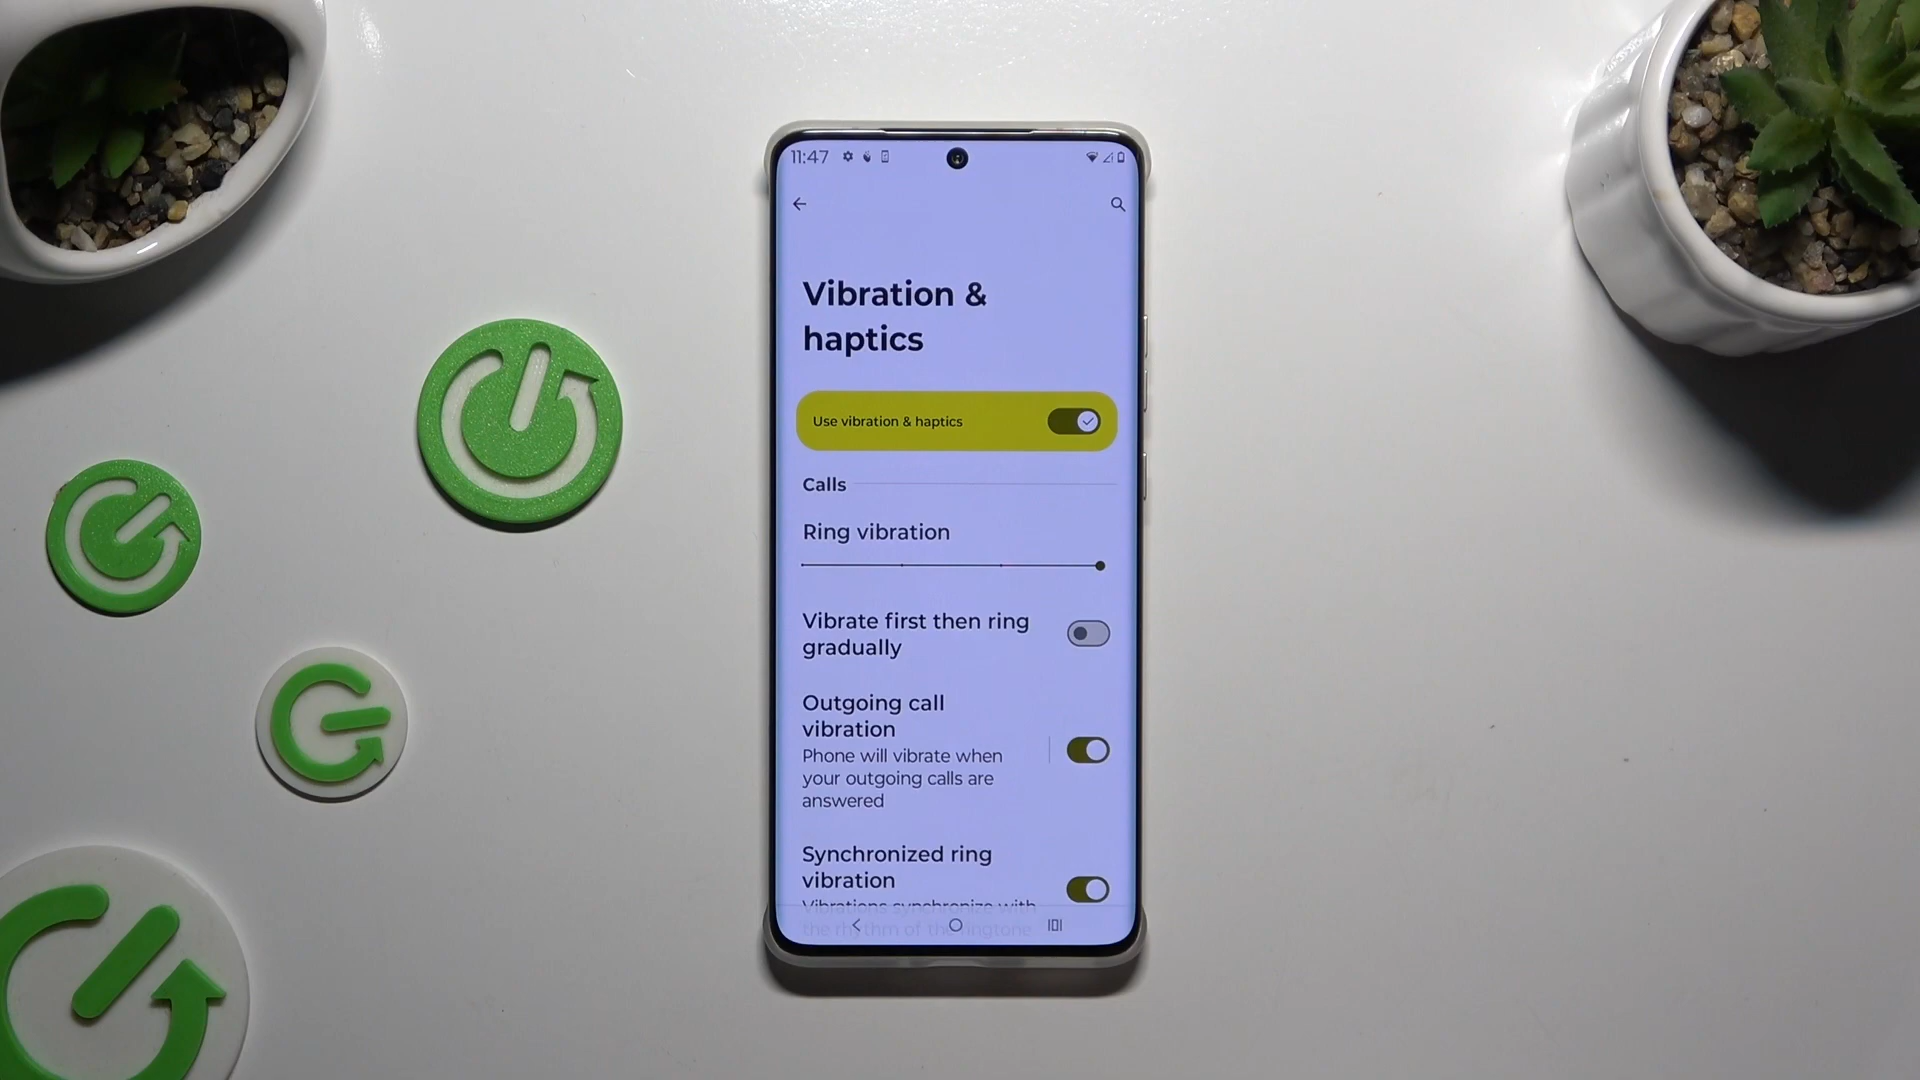 11:47
Vibration &
haptics
Use vibration & haptics
Calls
Ring vibration
Vibrate first then ring
gradually
Outgoing call
vibration
Phone will vibrate when
your outgoing calls are
answered
Synchronized ring
vibration
Vibrations synchronize with
the rhythm of the ringtone